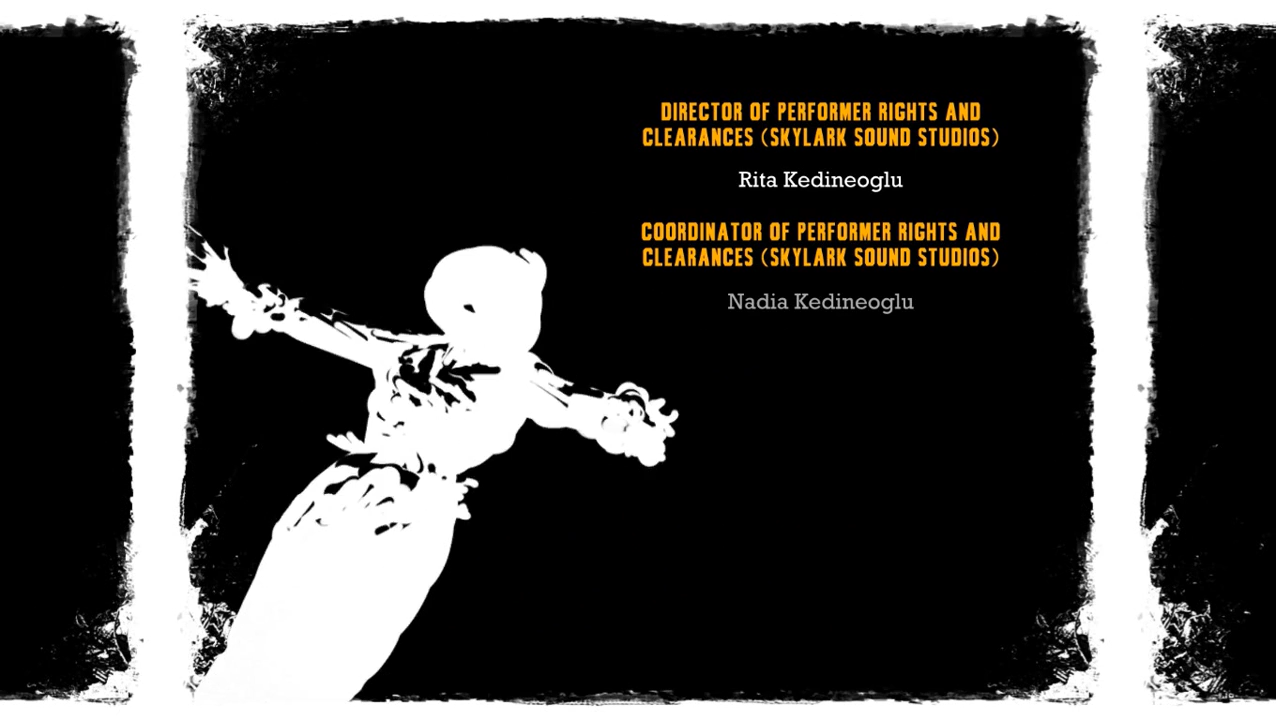 DIRECTOR OF PERFORMER RIGHTS AND
CLEARANCES (SKYLARK SOUND STUDIOS)
Rita Kedineoglu
COORDINATOR OF PERFORMER RIGHTS AND
CLEARANCES (SKYLARK SOUND STUDIOS)
Nadia Kedineoglu